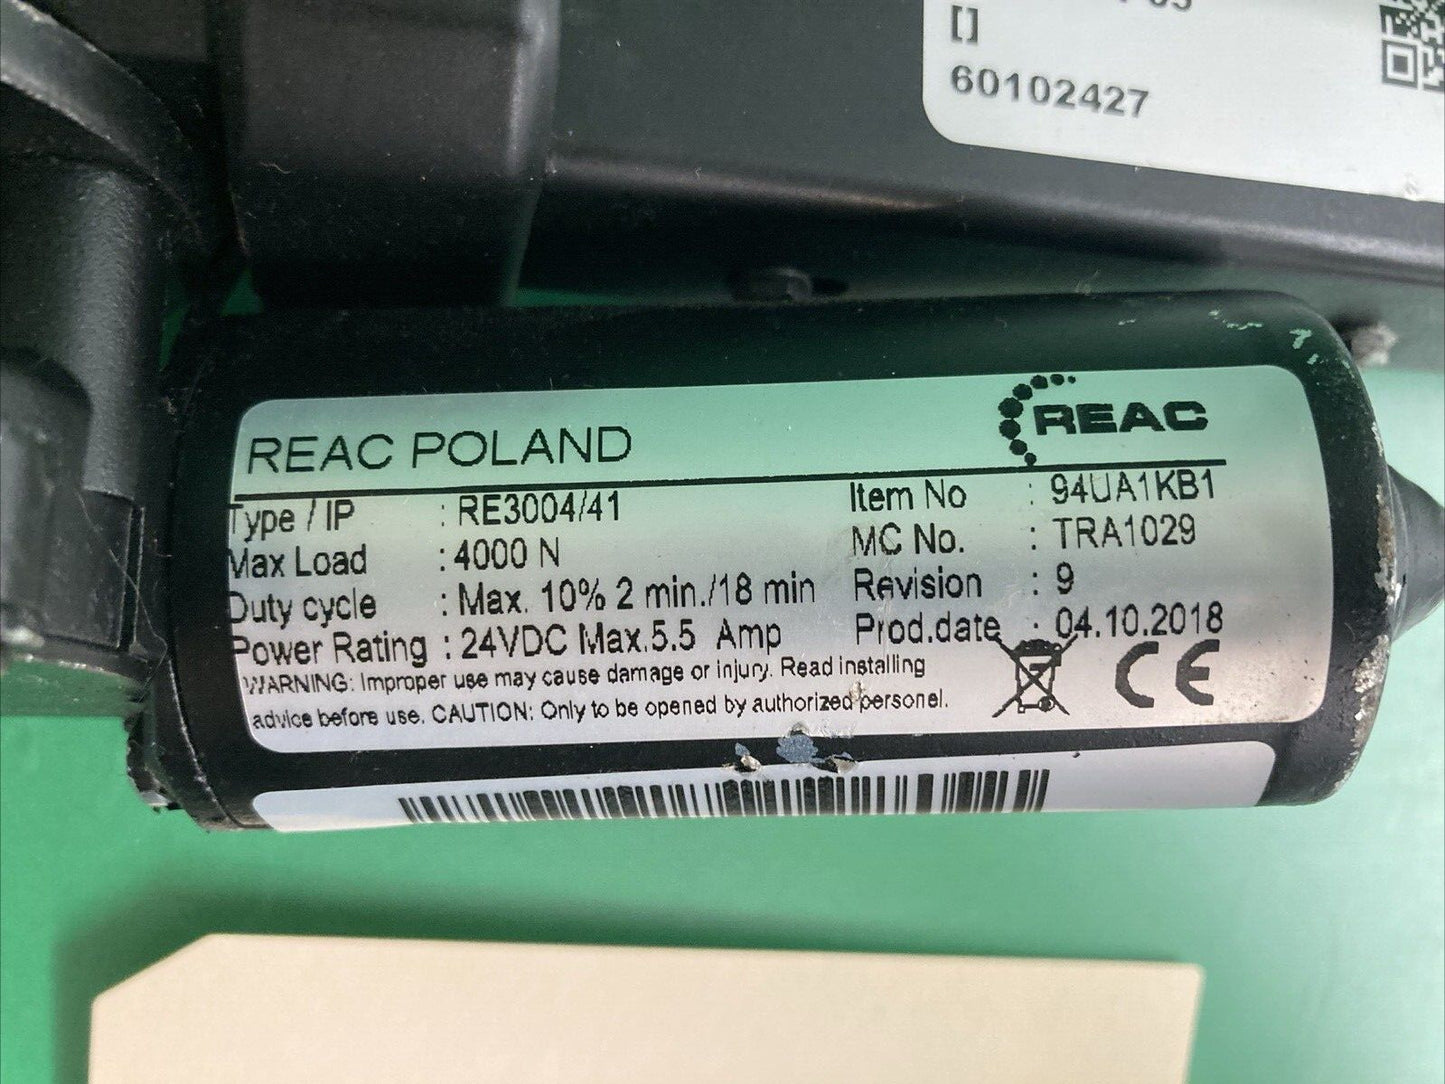 []
60102427
REAC POLAND
REAC
Type / IP : RE3004/41 Item No : 94UA1KB1
Max Load : 4000 N MC No. : TRA1029
Duty cycle : Max. 10% 2 min./18 min Revision : 9
Power Rating : 24VDC Max.5.5 Amp Prod.date : 04.10.2018
WARNING: Improper use may cause damage or injury. Read installing
advice before use. CAUTION: Only to be opened by authorized personel.
CE